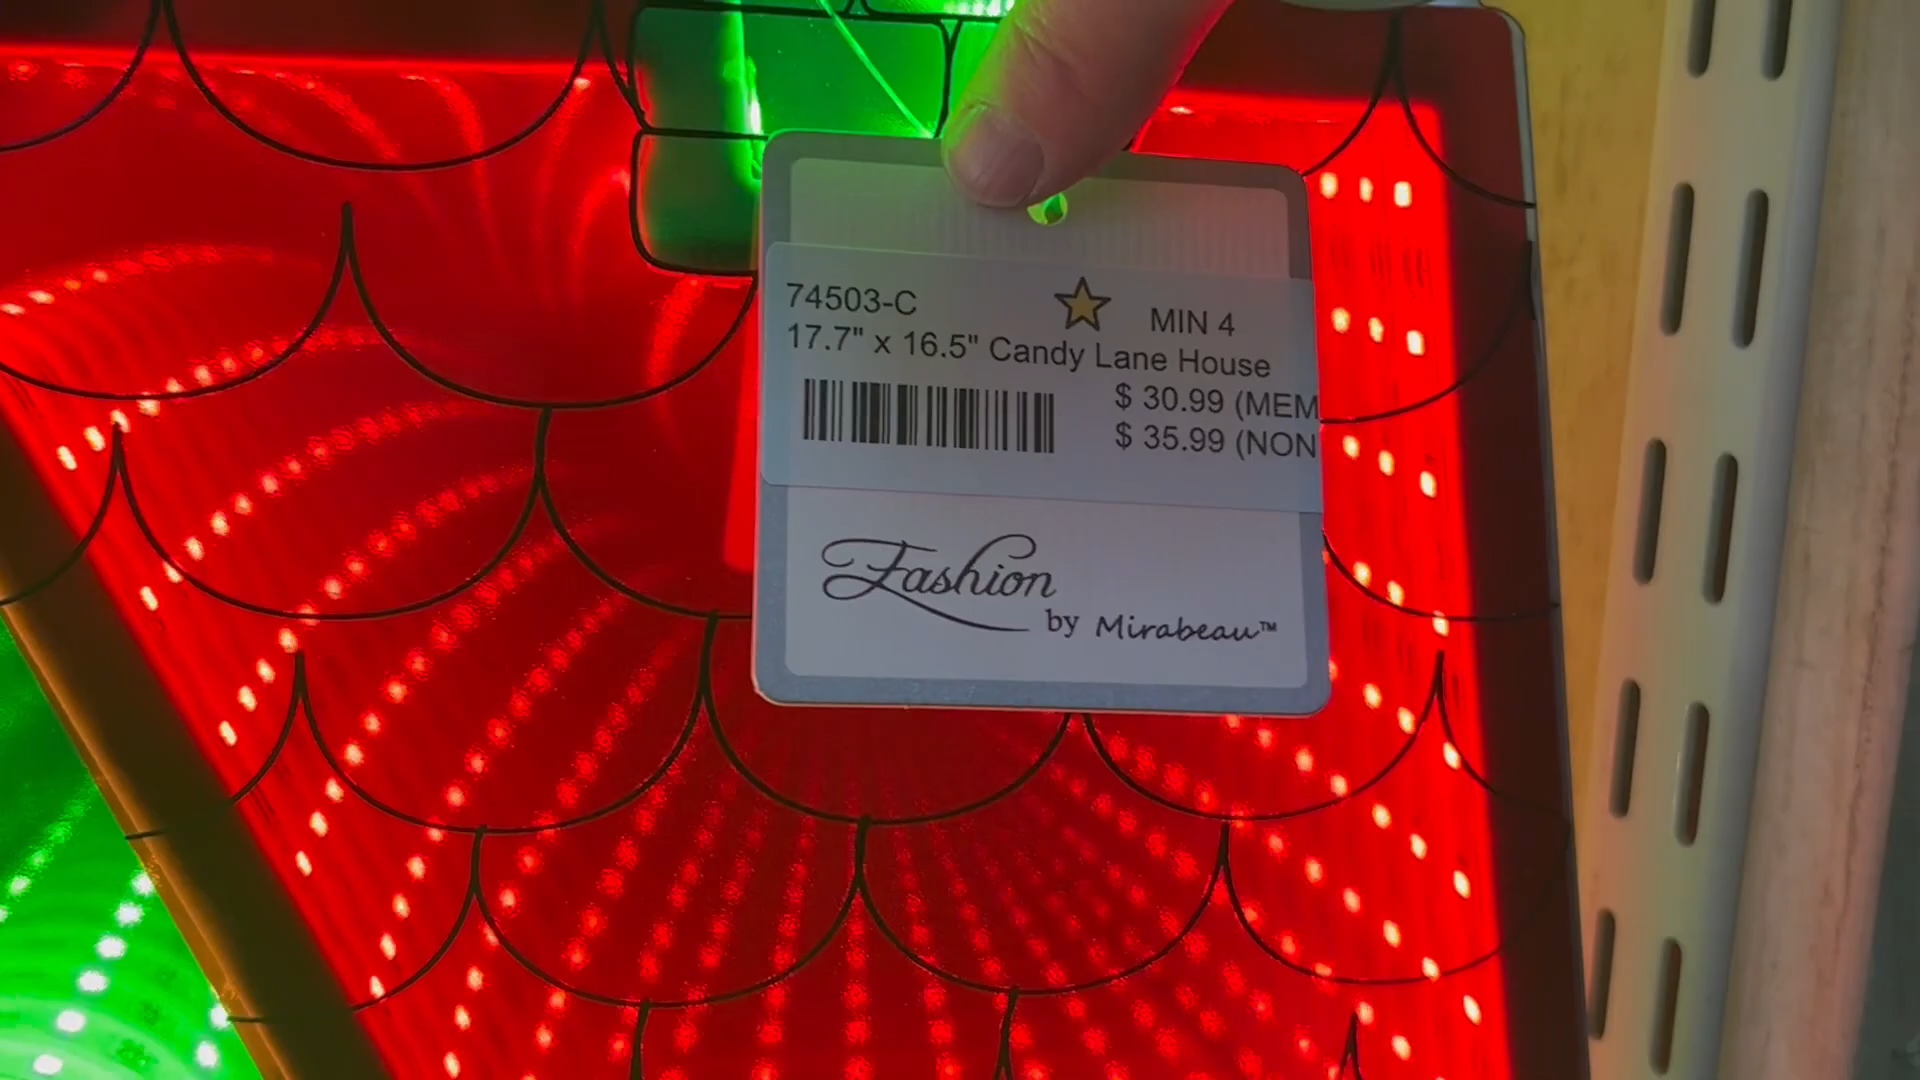 74503-C ☆ MIN 4
17.7" x 16.5" Candy Lane House
$ 30.99 (MEM
$ 35.99 (NON
Fashion
by Mirabeau™